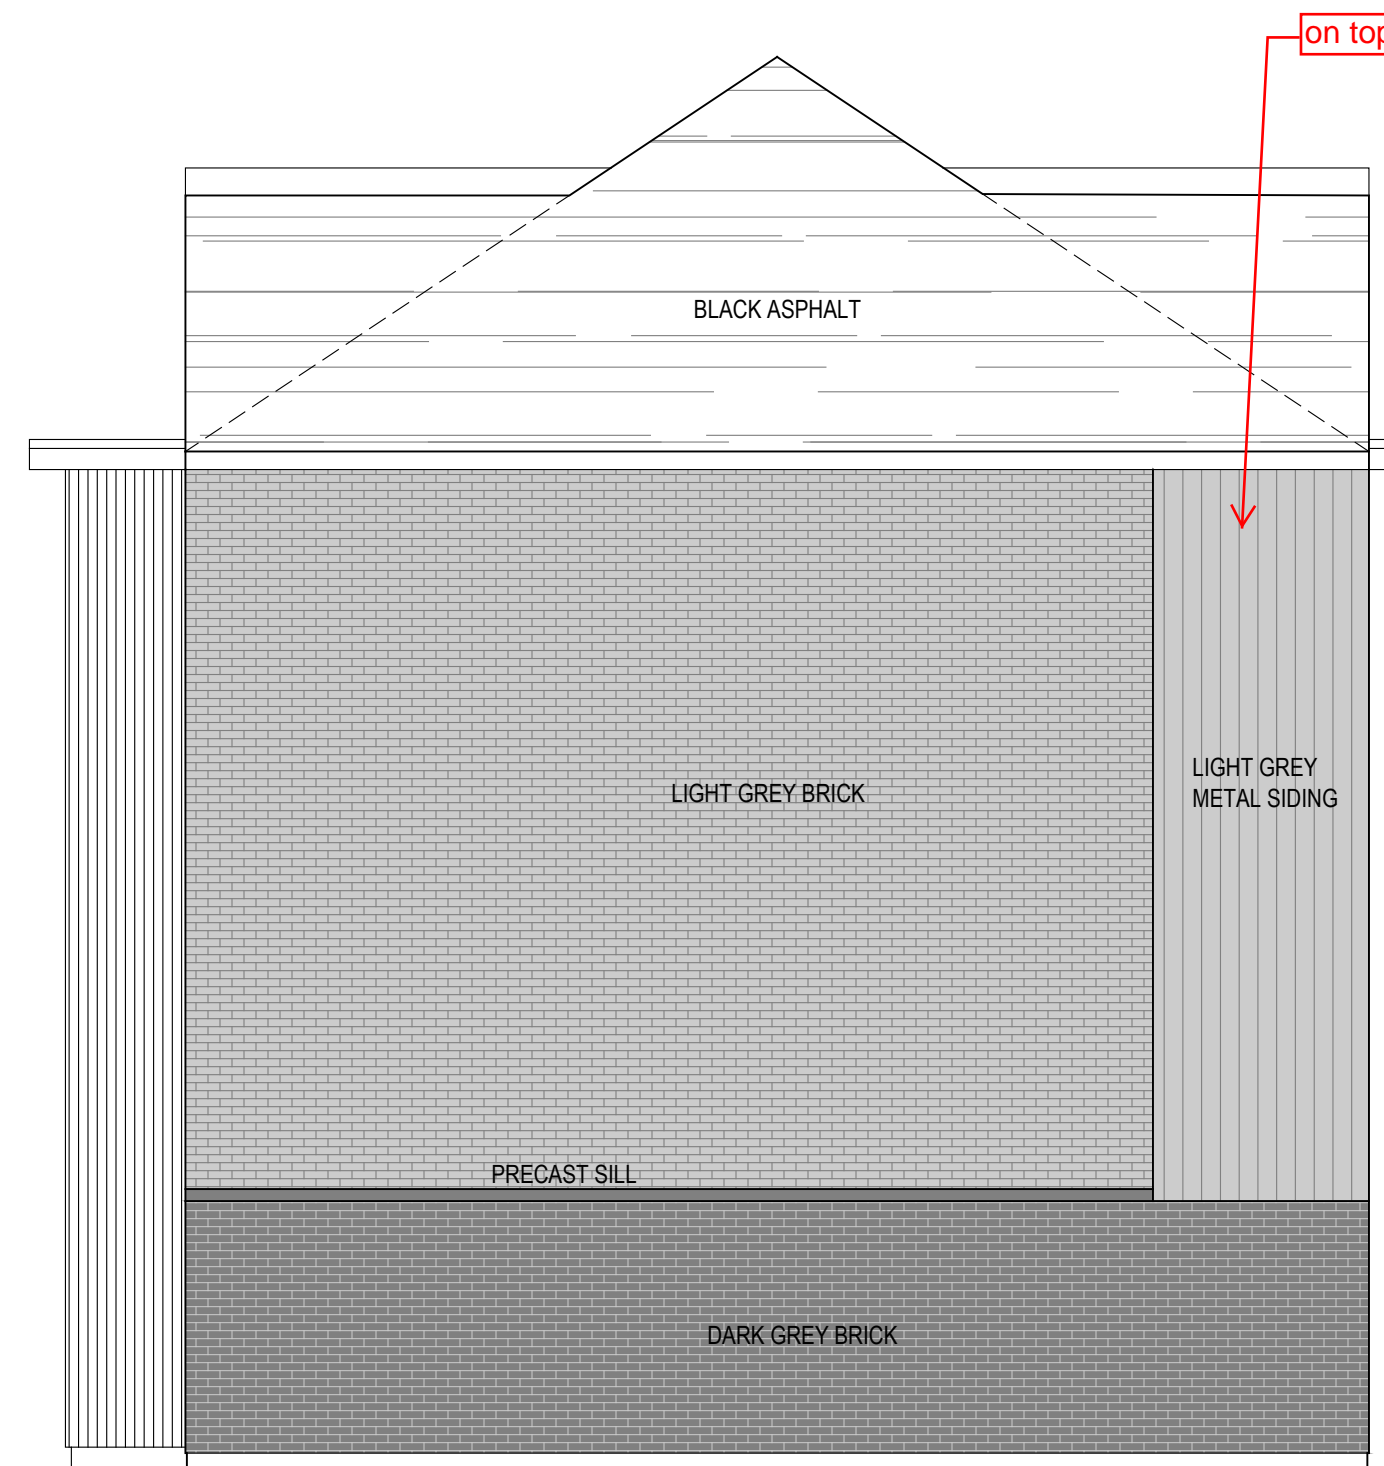 on top
BLACK ASPHALT
LIGHT GREY BRICK
LIGHT GREY
METAL SIDING
PRECAST SILL
DARK GREY BRICK